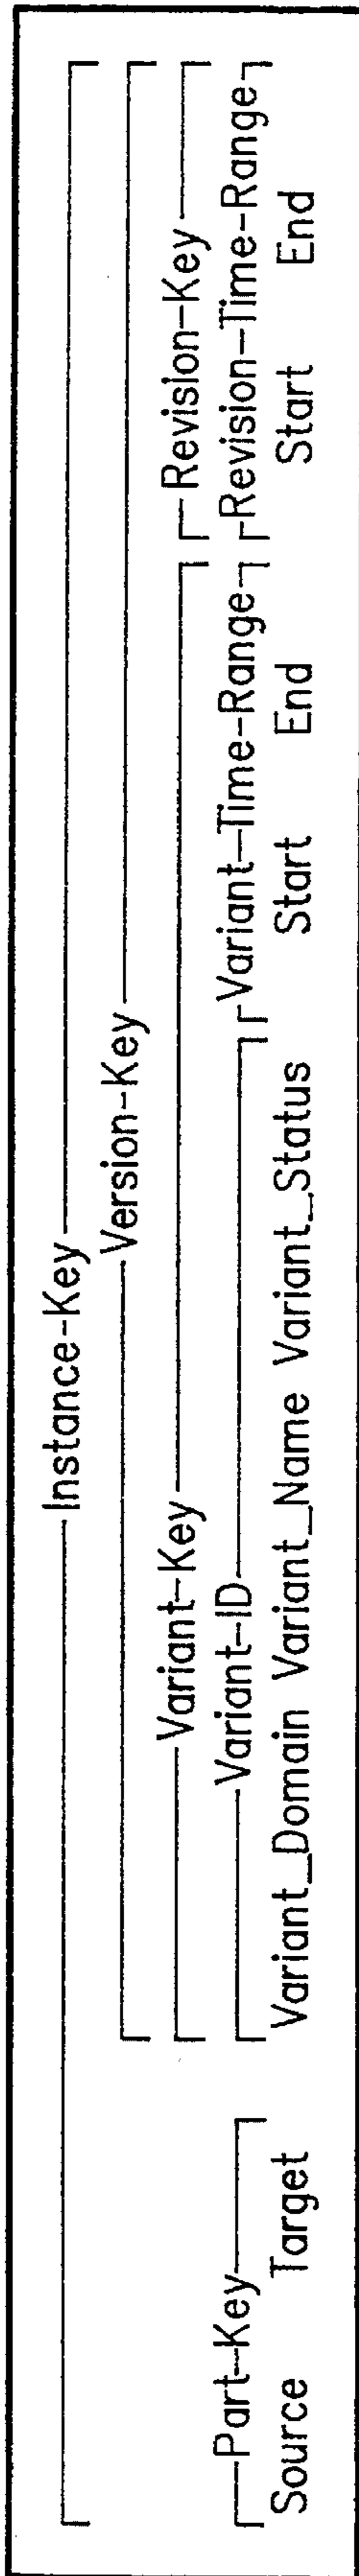 Instance-Key
Version-Key
Variant-Key Revision-Key
Part-Key Variant-ID Variant-Time-Range Revision-Time-Range
Source Target Variant_Domain Variant_Name Variant_Status Start End Start End